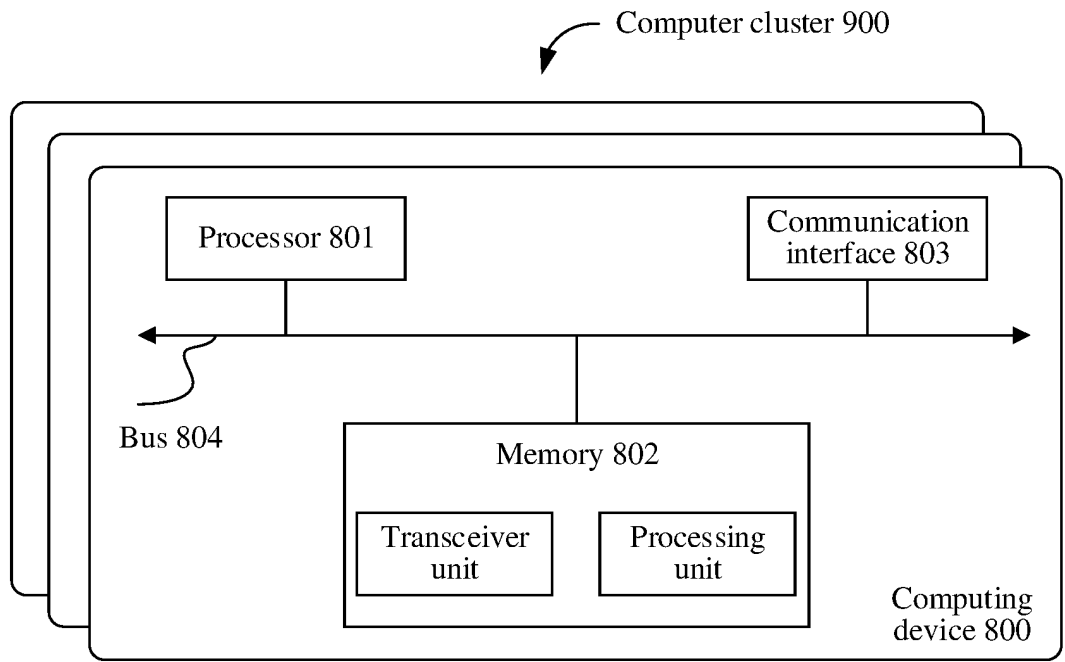 Computer cluster 900
Processor 801
Communication
interface 803
Bus 804
Memory 802
Transceiver
unit
Processing
unit
Computing
device 800